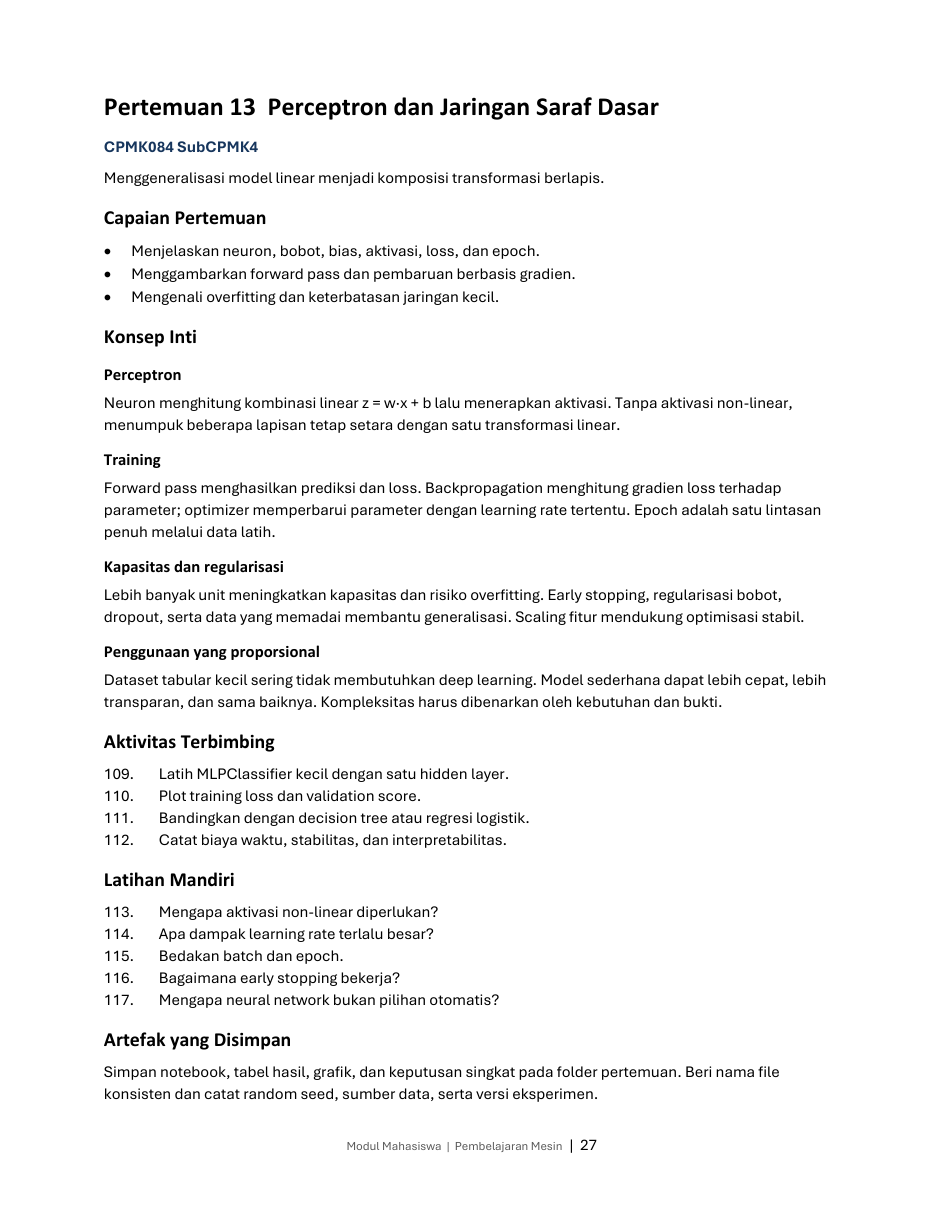 Pertemuan 13  Perceptron dan Jaringan Saraf Dasar
CPMK084 SubCPMK4
Menggeneralisasi model linear menjadi komposisi transformasi berlapis.
Capaian Pertemuan
• Menjelaskan neuron, bobot, bias, aktivasi, loss, dan epoch.
• Menggambarkan forward pass dan pembaruan berbasis gradien.
• Mengenali overfitting dan keterbatasan jaringan kecil.
Konsep Inti
Perceptron
Neuron menghitung kombinasi linear z = w·x + b lalu menerapkan aktivasi. Tanpa aktivasi non-linear,
menumpuk beberapa lapisan tetap setara dengan satu transformasi linear.
Training
Forward pass menghasilkan prediksi dan loss. Backpropagation menghitung gradien loss terhadap
parameter; optimizer memperbarui parameter dengan learning rate tertentu. Epoch adalah satu lintasan
penuh melalui data latih.
Kapasitas dan regularisasi
Lebih banyak unit meningkatkan kapasitas dan risiko overfitting. Early stopping, regularisasi bobot,
dropout, serta data yang memadai membantu generalisasi. Scaling fitur mendukung optimisasi stabil.
Penggunaan yang proporsional
Dataset tabular kecil sering tidak membutuhkan deep learning. Model sederhana dapat lebih cepat, lebih
transparan, dan sama baiknya. Kompleksitas harus dibenarkan oleh kebutuhan dan bukti.
Aktivitas Terbimbing
109. Latih MLPClassifier kecil dengan satu hidden layer.
110. Plot training loss dan validation score.
111. Bandingkan dengan decision tree atau regresi logistik.
112. Catat biaya waktu, stabilitas, dan interpretabilitas.
Latihan Mandiri
113. Mengapa aktivasi non-linear diperlukan?
114. Apa dampak learning rate terlalu besar?
115. Bedakan batch dan epoch.
116. Bagaimana early stopping bekerja?
117. Mengapa neural network bukan pilihan otomatis?
Artefak yang Disimpan
Simpan notebook, tabel hasil, grafik, dan keputusan singkat pada folder pertemuan. Beri nama file
konsisten dan catat random seed, sumber data, serta versi eksperimen.
Modul Mahasiswa | Pembelajaran Mesin | 27